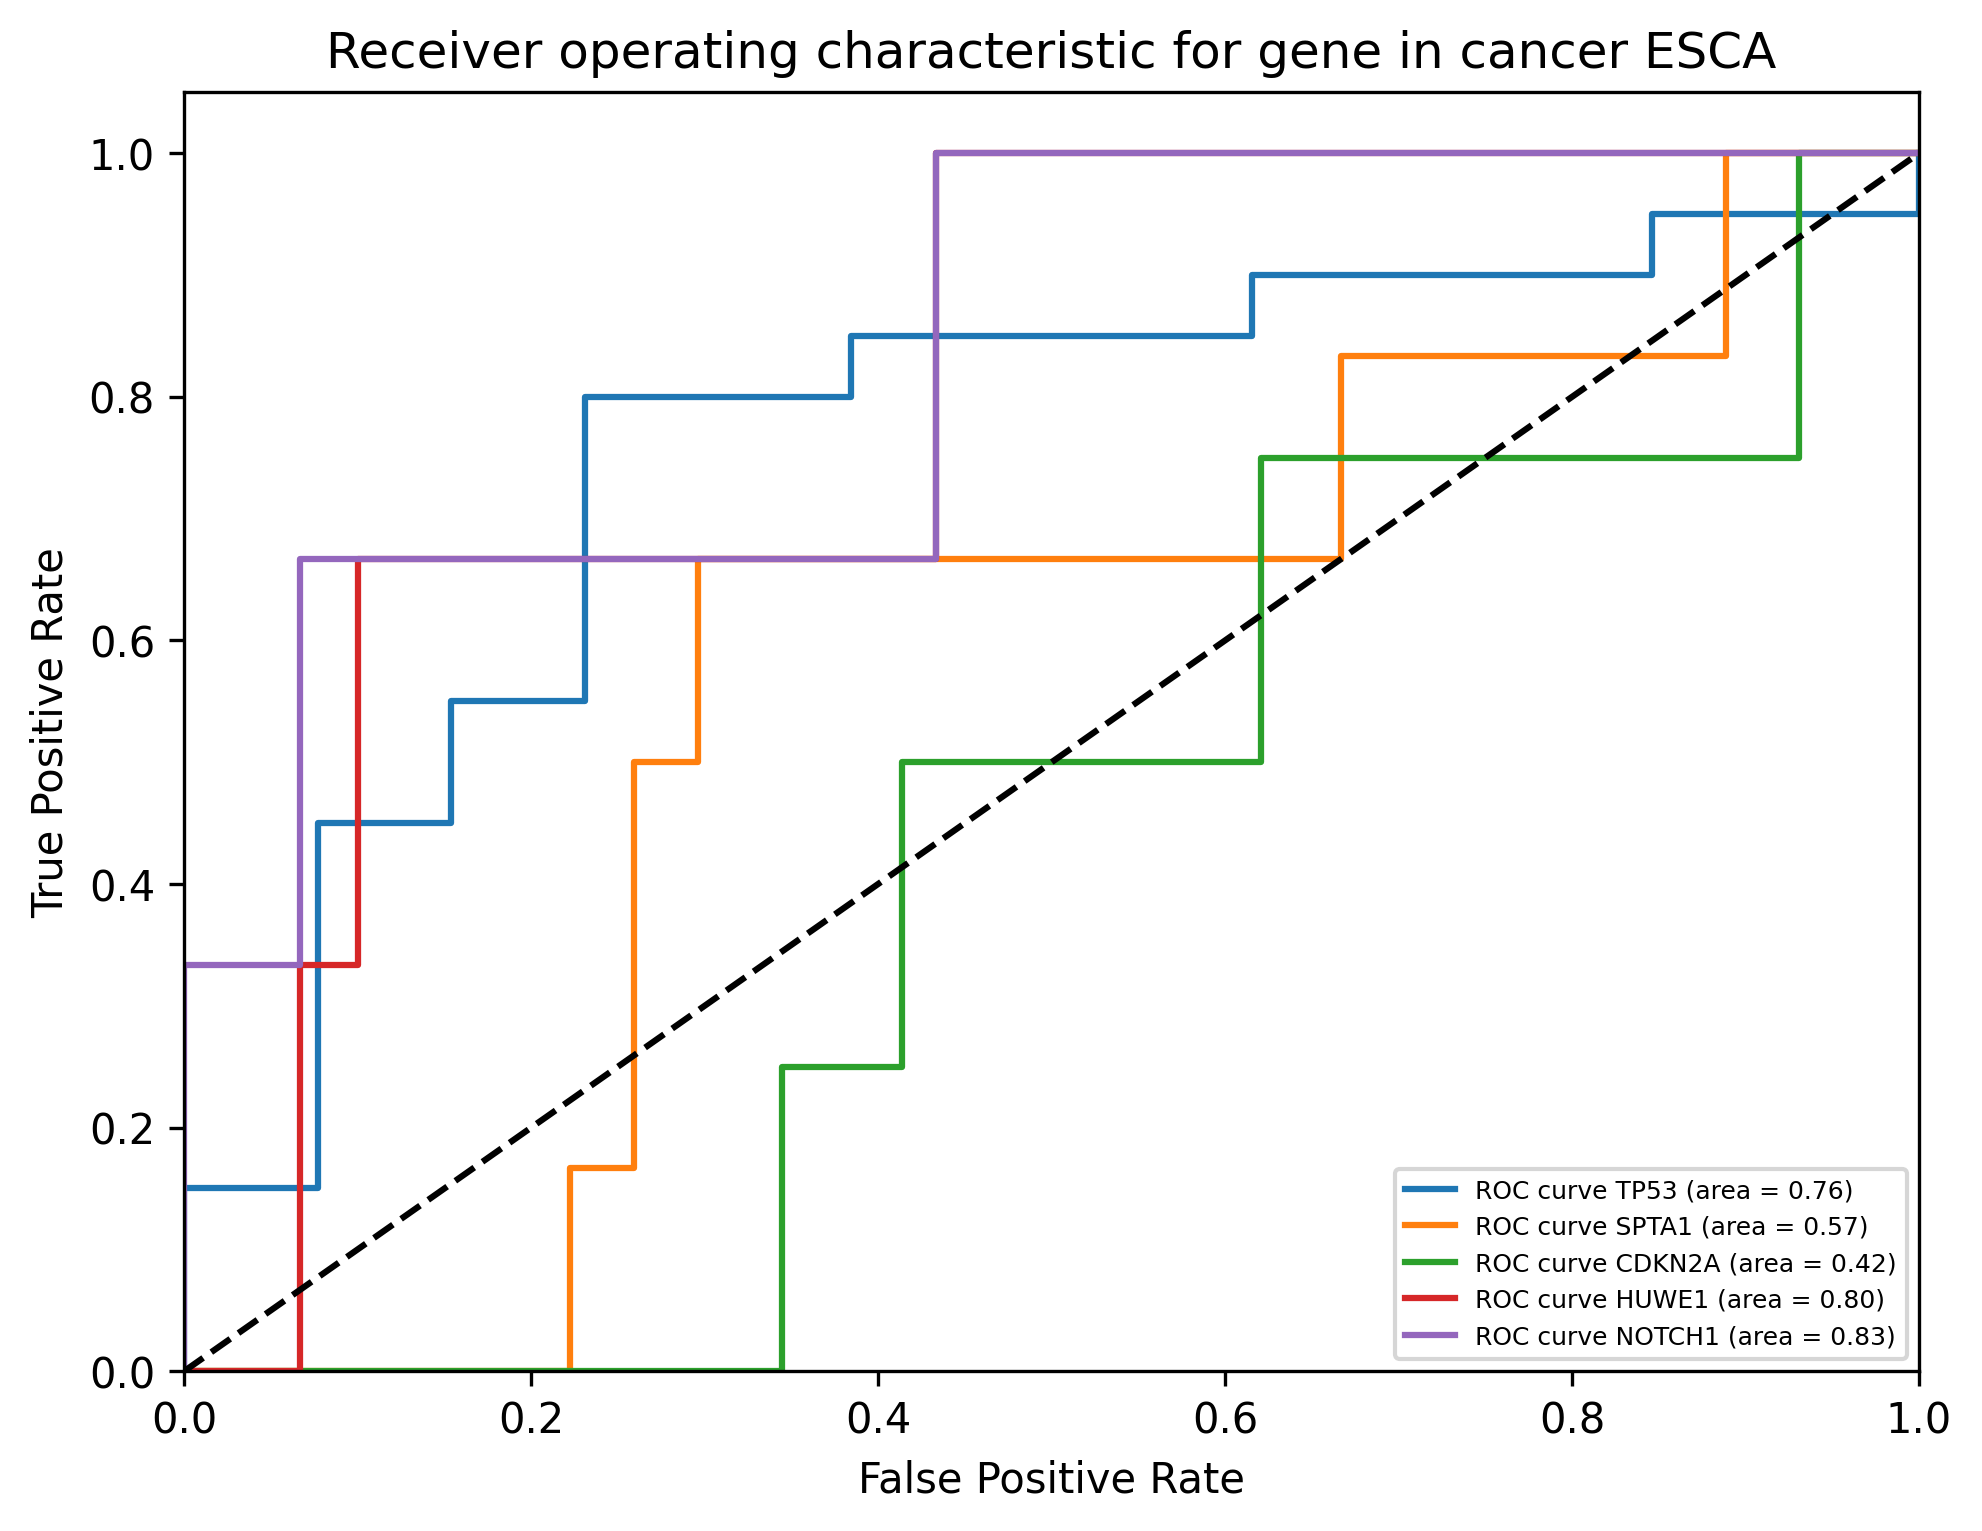 Receiver operating characteristic for gene in cancer ESCA
1.0
0.8
0.6
0.4
0.2
0.0
True Positive Rate
0.0 0.2 0.4 0.6 0.8 1.0
False Positive Rate
ROC curve TP53 (area = 0.76)
ROC curve SPTA1 (area = 0.57)
ROC curve CDKN2A (area = 0.42)
ROC curve HUWE1 (area = 0.80)
ROC curve NOTCH1 (area = 0.83)